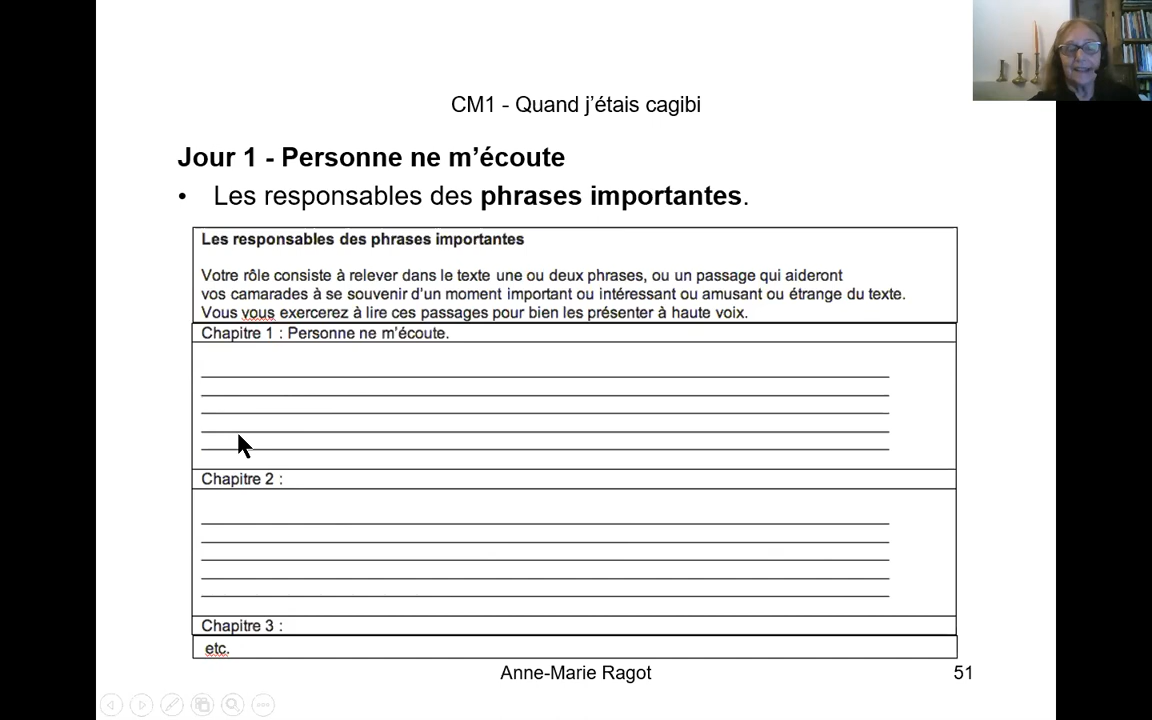 CM1 - Quand j'étais cagibi
Jour 1 - Personne ne m'écoute
• Les responsables des phrases importantes.
Les responsables des phrases importantes
Votre rôle consiste à relever dans le texte une ou deux phrases, ou un passage qui aideront
vos camarades à se souvenir d'un moment important ou intéressant ou amusant ou étrange du texte.
Vous vous exercerez à lire ces passages pour bien les présenter à haute voix.
Chapitre 1 : Personne ne m'écoute.
Chapitre 2 :
Chapitre 3 :
etc.
Anne-Marie Ragot
51